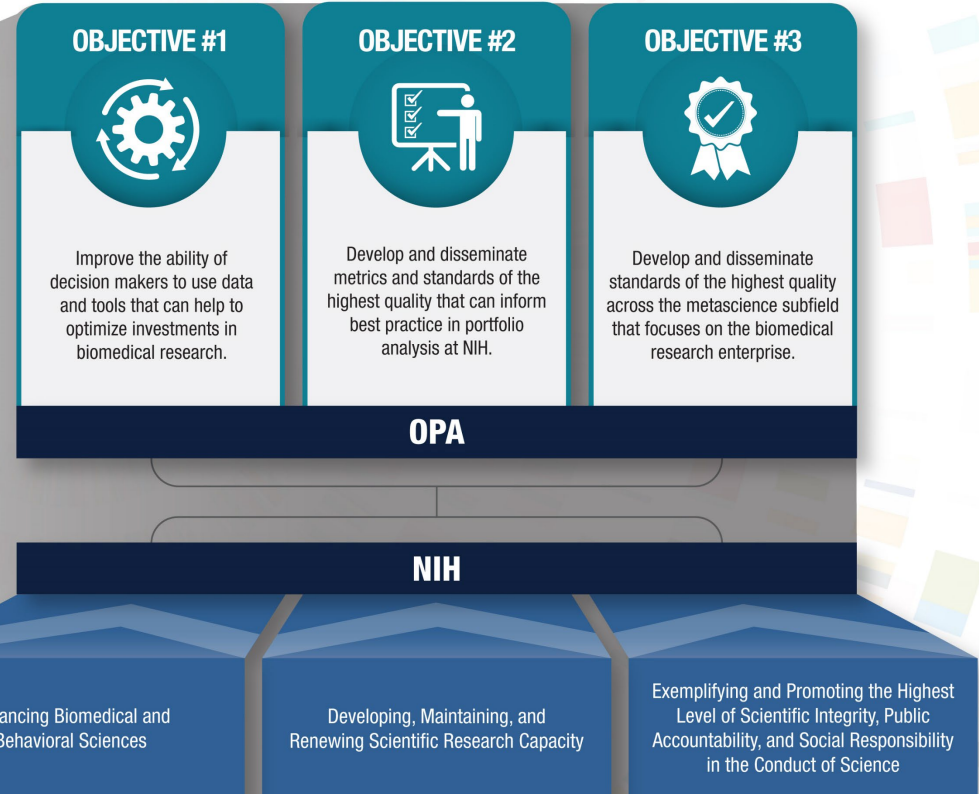 OBJECTIVE #1
Improve the ability of
decision makers to use data
and tools that can help to
optimize investments in
biomedical research.
OBJECTIVE #2
Develop and disseminate
metrics and standards of the
highest quality that can inform
best practice in portfolio
analysis at NIH.
OBJECTIVE #3
Develop and disseminate
standards of the highest quality
across the metascience subfield
that focuses on the biomedical
research enterprise.
OPA
NIH
ancing Biomedical and
Behavioral Sciences
Developing, Maintaining, and
Renewing Scientific Research Capacity
Exemplifying and Promoting the Highest
Level of Scientific Integrity, Public
Accountability, and Social Responsibility
in the Conduct of Science